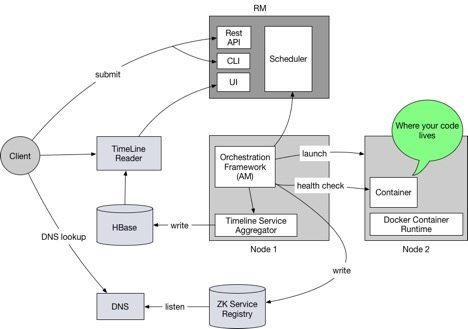 RM
Rest
API
CLI
UI
Scheduler
submit
Where your code
lives
Client
TimeLine
Reader
Orchestration
Framework
(AM)
launch
health check
Container
HBase
write
Timeline Service
Aggregator
Docker Container
Runtime
DNS lookup
Node 1
Node 2
write
DNS
listen
ZK Service
Registry